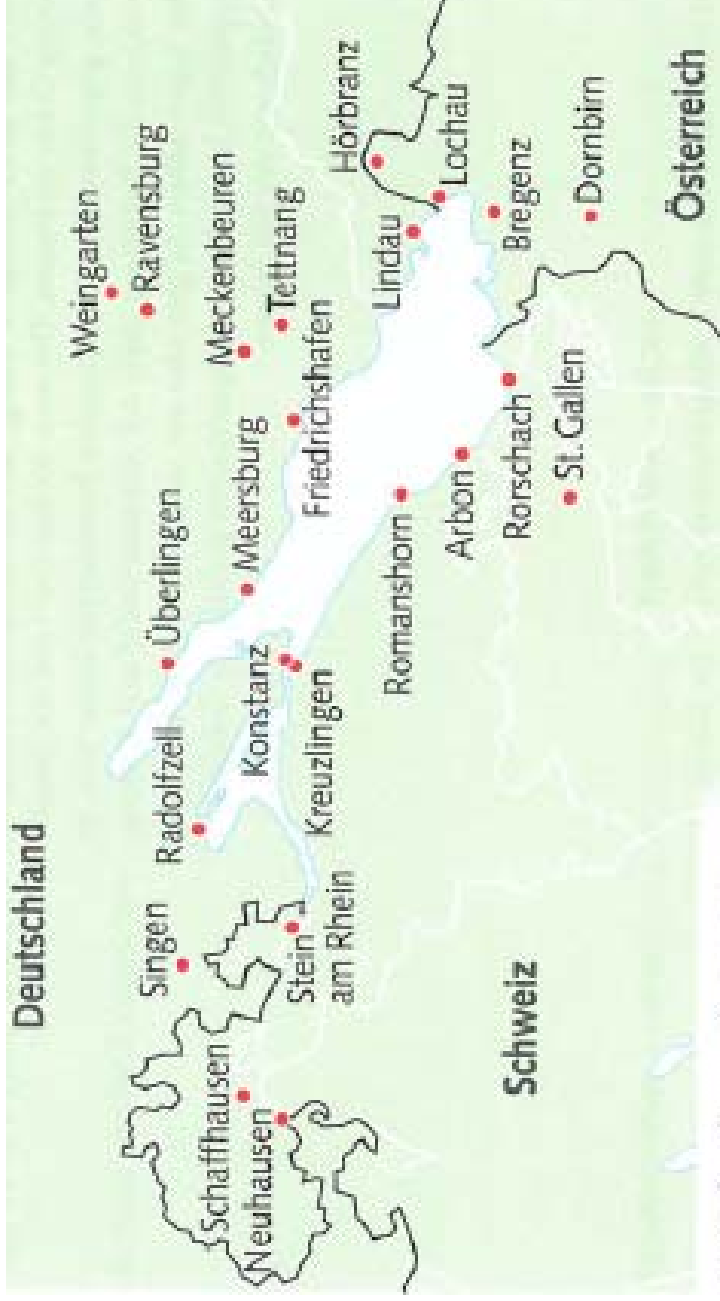 Deutschland
Weingarten
Ravensburg
Überlingen
Singen
Radolfzell
Meersburg
Meckenbeuren
Tettnang
Schaffhausen
Konstanz
Friedrichshafen
Neuhausen
Stein
am Rhein
Kreuzlingen
Lindau
Hörbranz
Lochau
Romanshorn
Arbon
Bregenz
Rorschach
St. Gallen
Dornbirn
Schweiz
Österreich